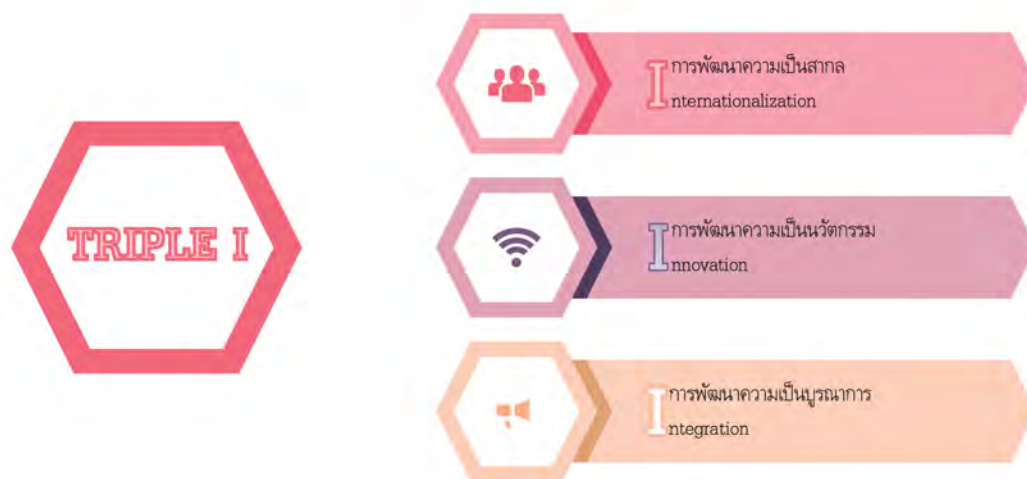 TRIPLE I
การพัฒนาความเป็นสากล
Internationalization
การพัฒนาความเป็นนวัตกรรม
Innovation
การพัฒนาความเป็นบูรณาการ
Integration